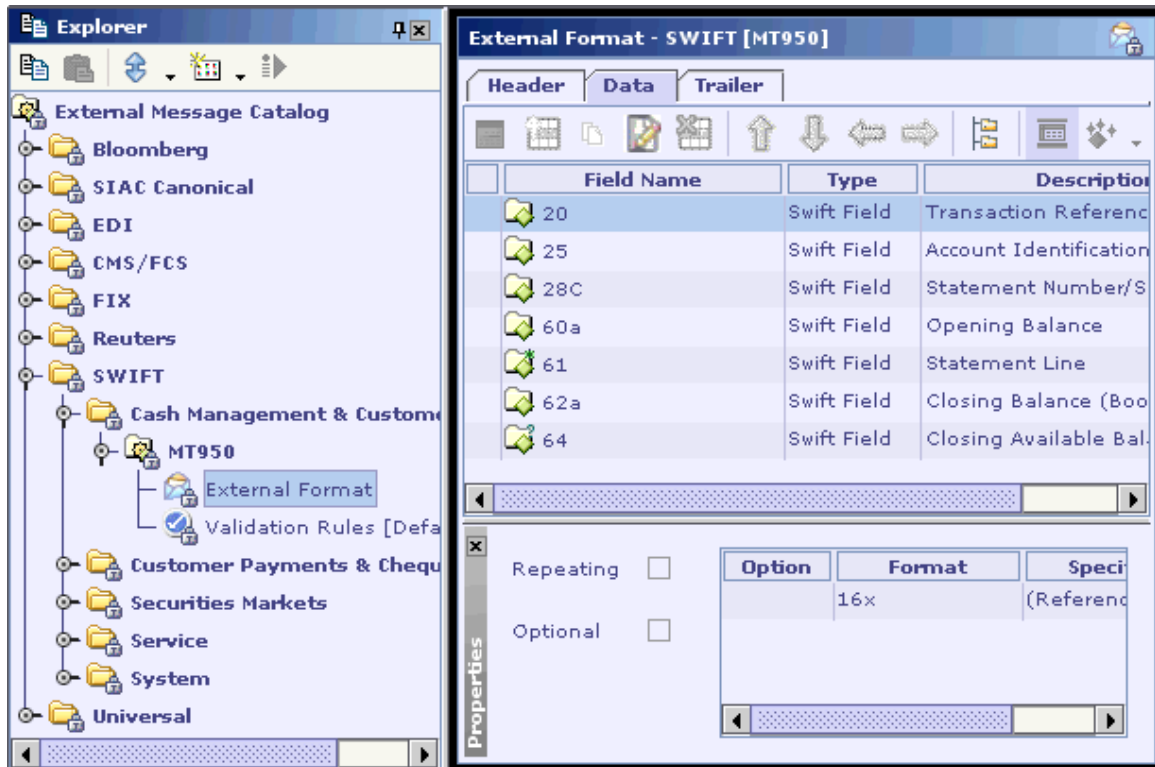 Explorer
External Message Catalog
Bloomberg
SIAC Canonical
EDI
CMS/FCS
FIX
Reuters
SWIFT
Cash Management & Custome
MT950
External Format
Validation Rules [Defa
Customer Payments & Chequ
Securities Markets
Service
System
Universal
External Format - SWIFT [MT950]
Header Data Trailer
Field Name Type Description
20 Swift Field Transaction Referenc
25 Swift Field Account Identification
28C Swift Field Statement Number/S
60a Swift Field Opening Balance
61 Swift Field Statement Line
62a Swift Field Closing Balance (Boo
64 Swift Field Closing Available Bal
Properties
Repeating
Optional
Option Format Specif
16x (Referenc